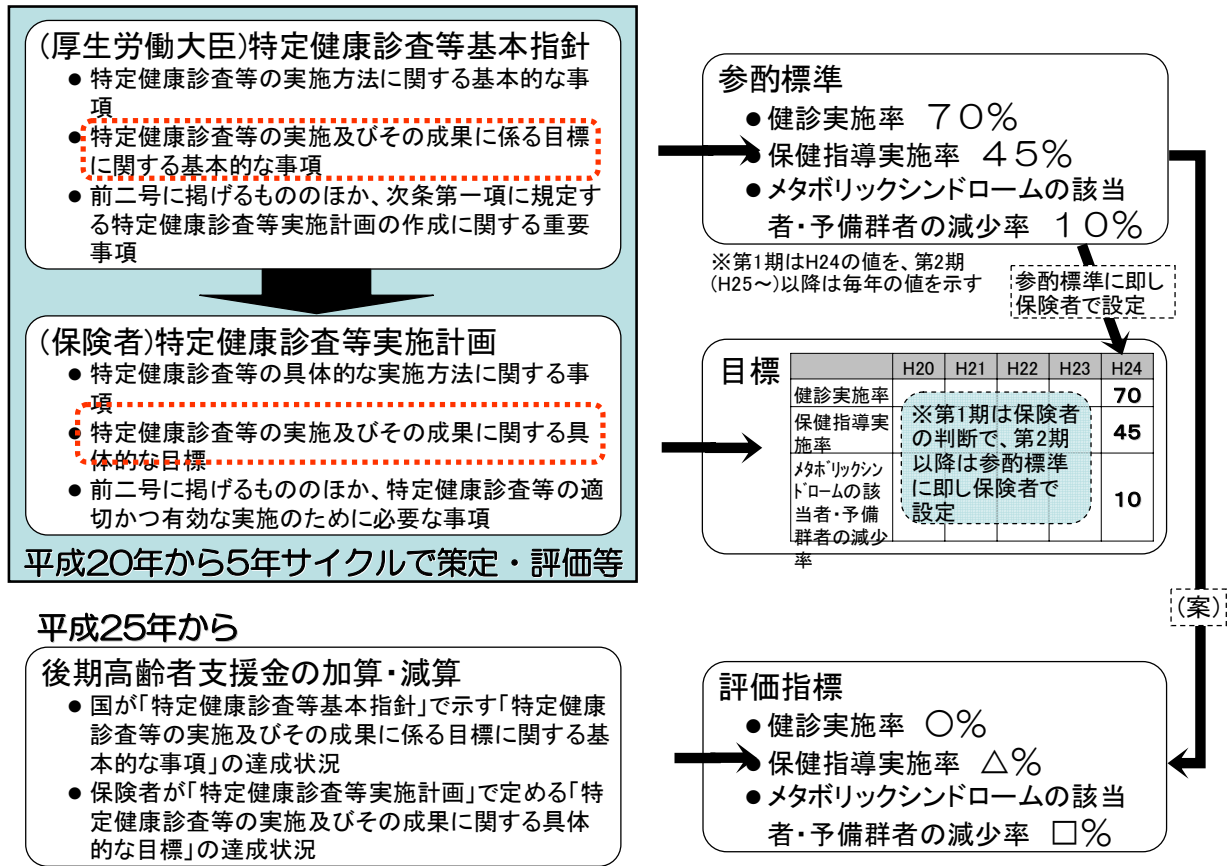 (厚生労働大臣)特定健康診査等基本指針
● 特定健康診査等の実施方法に関する基本的な事
項
● 特定健康診査等の実施及びその成果に係る目標
に関する基本的な事項
● 前二号に掲げるもののほか、次条第一項に規定す
る特定健康診査等実施計画の作成に関する重要
事項
(保険者)特定健康診査等実施計画
● 特定健康診査等の具体的な実施方法に関する事
項
● 特定健康診査等の実施及びその成果に関する具
体的な目標
● 前二号に掲げるもののほか、特定健康診査等の適
切かつ有効な実施のために必要な事項
平成20年から5年サイクルで策定・評価等
参酌標準
●健診実施率 70%
●保健指導実施率 45%
●メタボリックシンドロームの該当
者・予備群者の減少率 10%
※第1期はH24の値を、第2期
(H25~)以降は毎年の値を示す
参酌標準に即し
保険者で設定
目標
H20 H21 H22 H23 H24
健診実施率 70
保健指導実
施率 45
メタボリックシン
ドロームの該
当者・予備
群者の減少
率 10
※第1期は保険者
の判断で、第2期
以降は参酌標準
に即し保険者で
設定
(案)
平成25年から
後期高齢者支援金の加算・減算
● 国が「特定健康診査等基本指針」で示す「特定健康
診査等の実施及びその成果に係る目標に関する基
本的な事項」の達成状況
● 保険者が「特定健康診査等実施計画」で定める「特
定健康診査等の実施及びその成果に関する具体
的な目標」の達成状況
評価指標
●健診実施率 ○%
●保健指導実施率 △%
●メタボリックシンドロームの該当
者・予備群者の減少率 □%